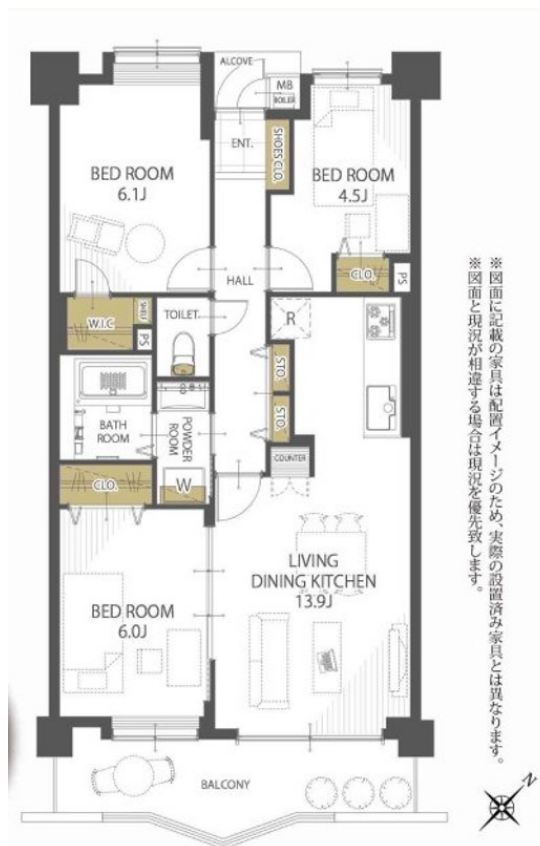 ALCOVE
MB
BOILER
ENT.
SHOES CLO.
BED ROOM
6.1J
BED ROOM
4.5J
HALL
CLO.
PS
W.I.C
SHELF
PS
TOILET
R
STO.
STO.
BATH
ROOM
POWDER
ROOM
W
COUNTER
CLO.
LIVING
DINING KITCHEN
13.9J
BED ROOM
6.0J
BALCONY
N
※図面に記載の家具は配置イメージのため、実際の設置済み家具とは異なります。
※図面と現況が相違する場合は現況を優先致します。